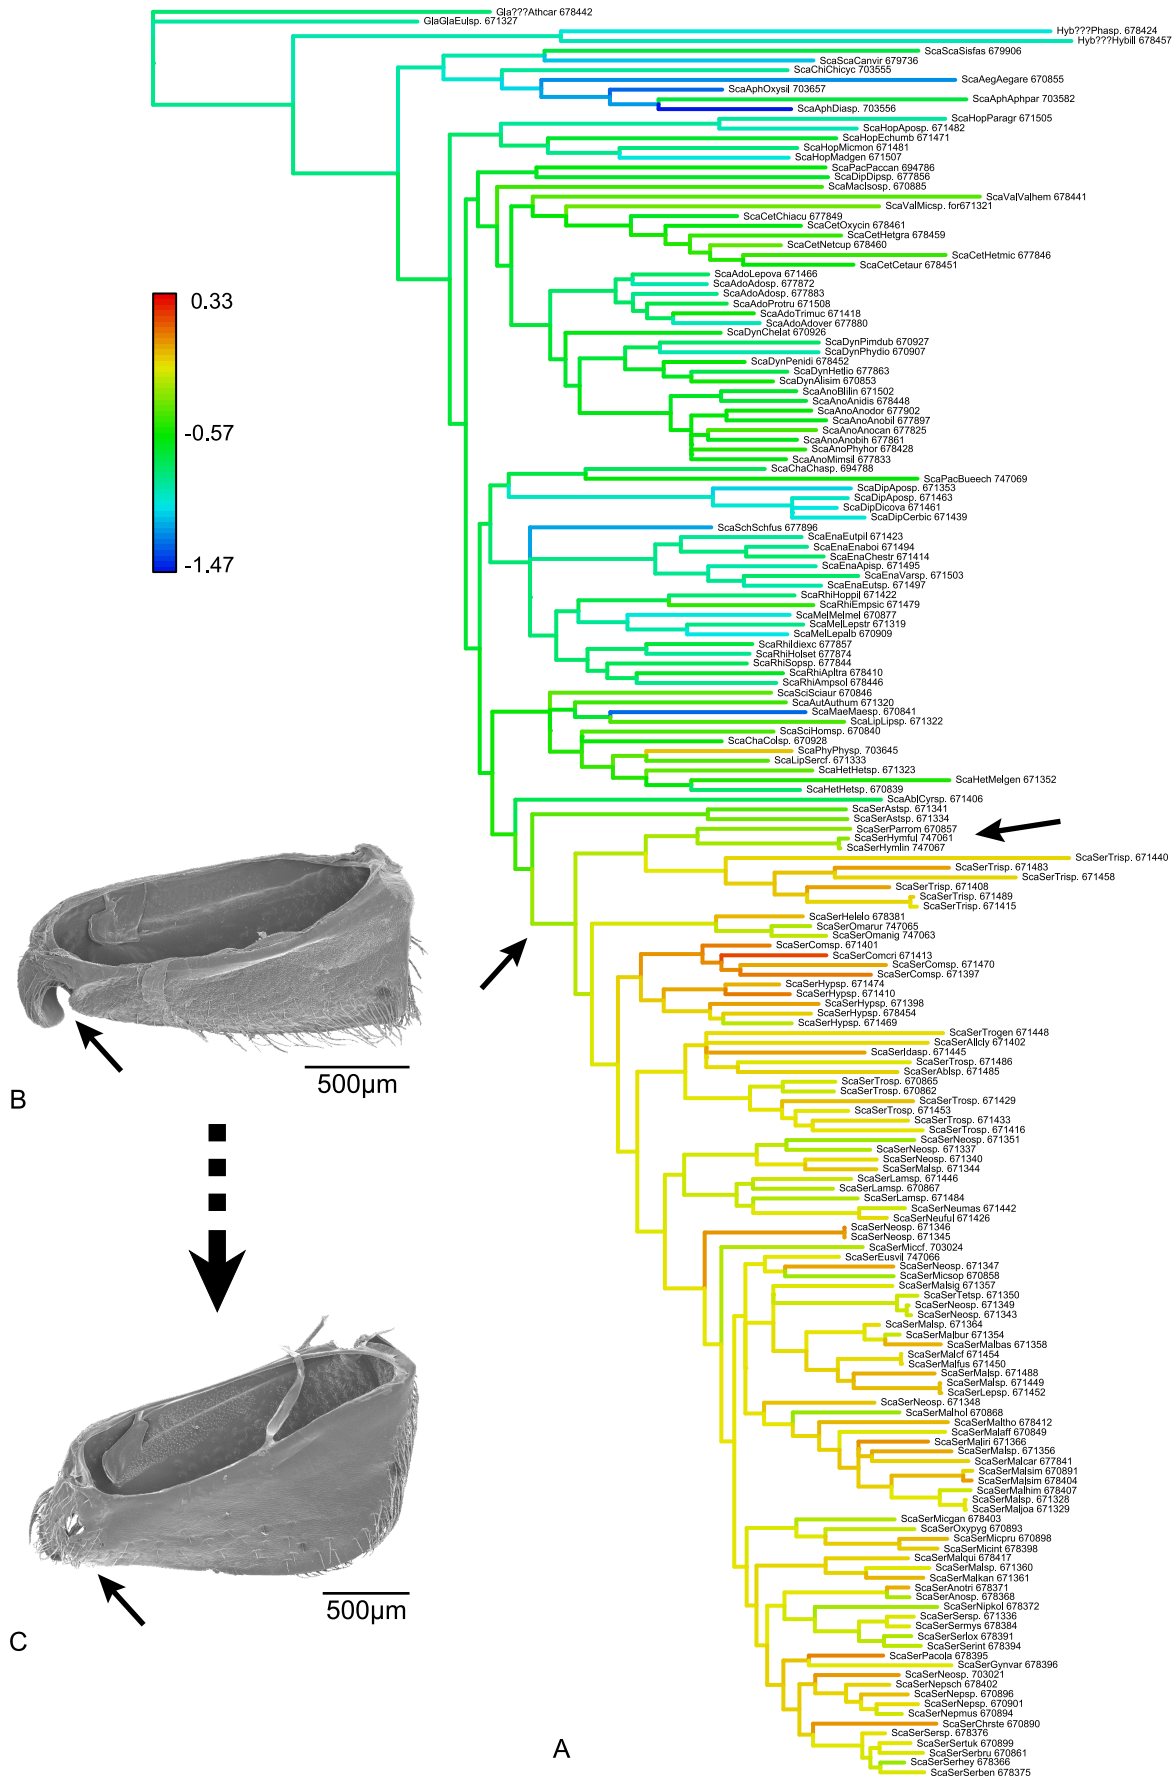 Gla???Athcar 678442
GlaGlaEulsp. 671327
Hyb???Phasp. 678424
Hyb???Hybill 678457
ScaScaSisfas 679906
ScaScaCanvir 679736
ScaChiChicyc 703555
ScaAegAegare 670855
ScaAphOxysil 703657
ScaAphAphpar 703582
ScaAphDiasp. 703556
ScaHopParagr 671505
ScaHopAposp. 671482
ScaHopEchumb 671471
ScaHopMicmon 671481
ScaHopMadgen 671507
ScaPacPaccan 694786
ScaDipDipsp. 677856
ScaMacIsosp. 670885
ScaValValhem 678441
ScaValMicsp. for671321
ScaCetChiacu 677849
ScaCetOxycin 678461
ScaCetHetgra 678459
ScaCetNetcup 678460
ScaCetHetmic 677846
ScaCetCetaur 678451
ScaAdoLepova 671466
ScaAdoAdosp. 677872
ScaAdoAdosp. 677883
ScaAdoProtru 671508
ScaAdoTrimuc 671418
ScaAdoAdover 677880
ScaDynChelat 670926
ScaDynPimdub 670927
ScaDynPhydio 670907
ScaDynPenidi 678452
ScaDynHetjio 677863
ScaDynAlisim 670853
ScaAnoBlilin 671502
ScaAnoAnidis 678448
ScaAnoAnodor 677902
ScaAnoAnobil 677897
ScaAnoAnocan 677825
ScaAnoAnobih 677861
ScaAnoPhyhor 678428
ScaAnoMimsil 677833
ScaChaChasp. 694788
ScaPacBueech 747069
ScaDipAposp. 671353
ScaDipAposp. 671463
ScaDipDicova 671461
ScaDipCerbic 671439
ScaSchSchfus 677896
ScaEnaEutpil 671423
ScaEnaEnaboi 671494
ScaEnaChestr 671414
ScaEnaApisp. 671495
ScaEnaVarsp. 671503
ScaEnaEutsp. 671497
ScaRhiHoppil 671422
ScaRhiEmpsic 671479
ScaMelMelmel 670877
ScaMelLepstr 671319
ScaMelLepalb 670909
ScaRhiIdiexc 677857
ScaRhiHolset 677874
ScaRhiSopsp. 677844
ScaRhiApltra 678410
ScaRhiAmpsol 678446
ScaSciSciaur 670846
ScaAutAuthum 671320
ScaMaeMaesp. 670841
ScaLipLipsp. 671322
ScaSciHomsp. 670840
ScaChaColsp. 670928
ScaPhyPhysp. 703645
ScaLipSercf. 671333
ScaHetHetsp. 671323
ScaHetMelgen 671352
ScaHetHetsp. 670839
ScaAblCyrsp. 671406
ScaSerAstsp. 671341
ScaSerAstsp. 671334
ScaSerParrom 670857
ScaSerHymful 747061
ScaSerHymlin 747067
ScaSerTrisp. 671440
ScaSerTrisp. 671483
ScaSerTrisp. 671458
ScaSerTrisp. 671408
ScaSerTrisp. 671489
ScaSerTrisp. 671415
ScaSerHelelo 678381
ScaSerOmarur 747065
ScaSerOmanig 747063
ScaSerComsp. 671401
ScaSerComcri 671413
ScaSerComsp. 671470
ScaSerComsp. 671397
ScaSerHypsp. 671474
ScaSerHypsp. 671410
ScaSerHypsp. 671398
ScaSerHypsp. 678454
ScaSerHypsp. 671469
ScaSerTrogen 671448
ScaSerAllcly 671402
ScaSerIdasp. 671445
ScaSerTrosp. 671486
ScaSerAblsp. 671485
ScaSerTrosp. 670865
ScaSerTrosp. 670862
ScaSerTrosp. 671429
ScaSerTrosp. 671453
ScaSerTrosp. 671433
ScaSerTrosp. 671416
ScaSerNeosp. 671351
ScaSerNeosp. 671337
ScaSerNeosp. 671340
ScaSerMalsp. 671344
ScaSerLamsp. 671446
ScaSerLamsp. 670867
ScaSerLamsp. 671484
ScaSerNeumas 671442
ScaSerNeuful 671426
ScaSerNeosp. 671346
ScaSerNeosp. 671345
ScaSerMiccf. 703024
ScaSerEusvil 747066
ScaSerNeosp. 671347
ScaSerMicsop 670858
ScaSerMalsig 671357
ScaSerTetsp. 671350
ScaSerNeosp. 671349
ScaSerNeosp. 671343
ScaSerMalsp. 671364
ScaSerMalbur 671354
ScaSerMalbas 671358
ScaSerMalcf 671454
ScaSerMalfus 671450
ScaSerMalsp. 671488
ScaSerMalsp. 671449
ScaSerLepsp. 671452
ScaSerNeosp. 671348
ScaSerMalhol 670868
ScaSerMaltho 678412
ScaSerMalaff 670849
ScaSerMaljri 671366
ScaSerMalsp. 671356
ScaSerMalcar 677841
ScaSerMalsim 670891
ScaSerMalsim 678404
ScaSerMalhim 678407
ScaSerMalsp. 671328
ScaSerMaljoa 671329
ScaSerMicgan 678403
ScaSerOxypyg 670893
ScaSerMicpru 670898
ScaSerMicint 678398
ScaSerMalqui 678417
ScaSerMalsp. 671360
ScaSerMalkan 671361
ScaSerAnotri 678371
ScaSerAnosp. 678368
ScaSerNipkol 678372
ScaSerSersp. 671336
ScaSerSermys 678384
ScaSerSerlox 678391
ScaSerSerint 678394
ScaSerPacola 678395
ScaSerGynvar 678396
ScaSerNeosp. 703021
ScaSerNepsch 678402
ScaSerNepsp. 670896
ScaSerNepsp. 670901
ScaSerNepmus 670894
ScaSerChrste 670890
ScaSerSersp. 678376
ScaSerSertuk 670899
ScaSerSerbru 670861
ScaSerSerhey 678366
ScaSerSerben 678375
0.33
-0.57
-1.47
500µm
B
500µm
C
A